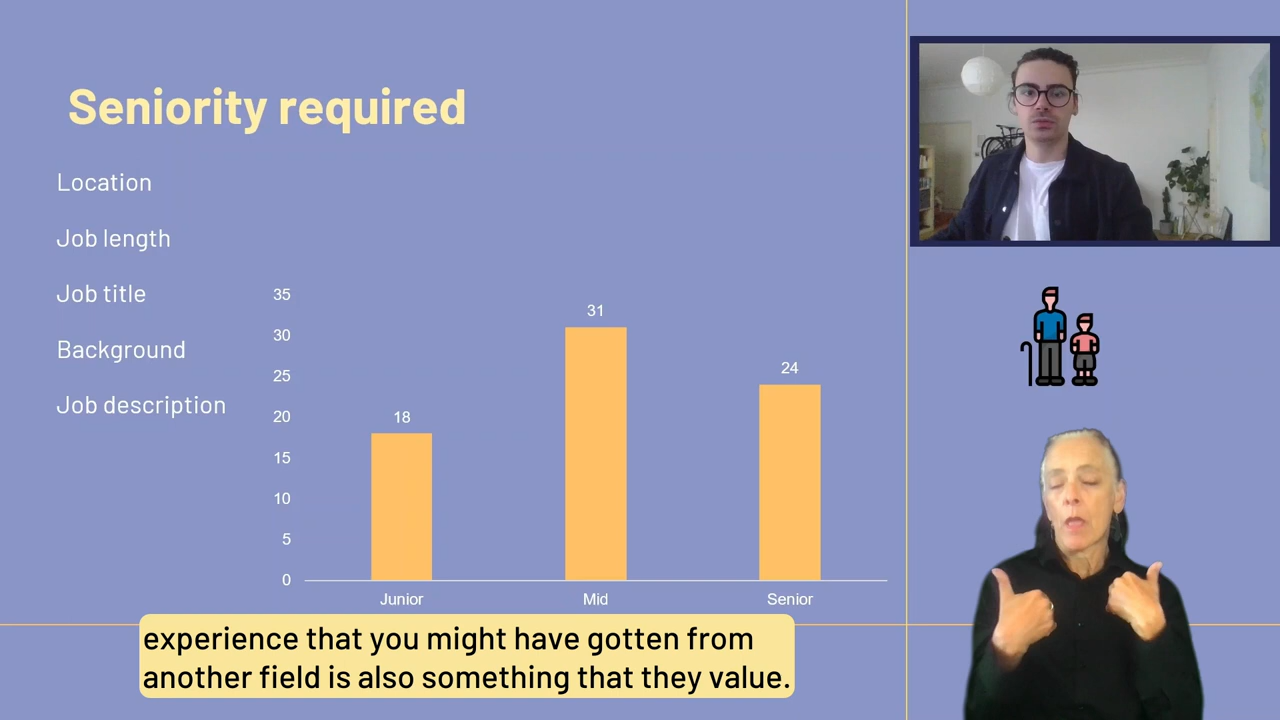 Seniority required
Location
Job length
Job title
Background
Job description
35
30
25
20
15
10
5
0
18
31
24
Junior
Mid
Senior
experience that you might have gotten from
another field is also something that they value.